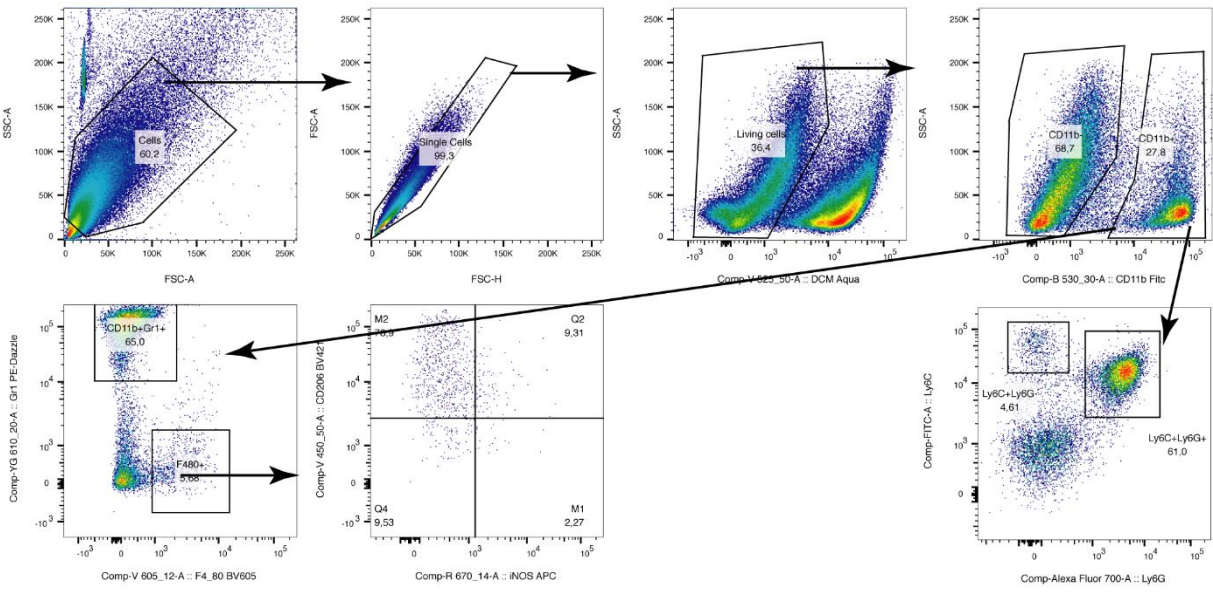 250K
200K
150K
100K
50K
0
SSC-A
Cells
60,2
0 50K 100K 150K 200K 250K
FSC-A
250K
200K
150K
100K
50K
0
FSC-A
Single Cells
99,3
0 50K 100K 150K 200K 250K
FSC-H
250K
200K
150K
100K
50K
0
SSC-A
Living cells
36,4
-10³ 0 10³ 10⁴ 10⁵
Comp-V 525_50-A :: DCM Aqua
250K
200K
150K
100K
50K
0
SSC-A
CD11b-
68,7
CD11b+
27,8
0 10³ 10⁴ 10⁵
Comp-B 530_30-A :: CD11b Fitc
10⁵
10⁴
10³
0
-10³
Comp-YG 610_20-A :: Gr1 PE-Dazzle
CD11b+Gr1+
65,0
F480+
5,68
-10³ 0 10³ 10⁴ 10⁵
Comp-V 605_12-A :: F4_80 BV605
10⁵
10⁴
10³
0
-10³
Comp-V 450_50-A :: CD206 BV421
M2
Q2
9,31
Q4
9,53
M1
2,27
0 10³ 10⁴ 10⁵
Comp-R 670_14-A :: iNOS APC
10⁵
10⁴
10³
0
Comp-FITC-A :: Ly6C
Ly6C+Ly6G-
4,61
Ly6C+Ly6G+
61,0
0 10³ 10⁴ 10⁵
Comp-Alexa Fluor 700-A :: Ly6G